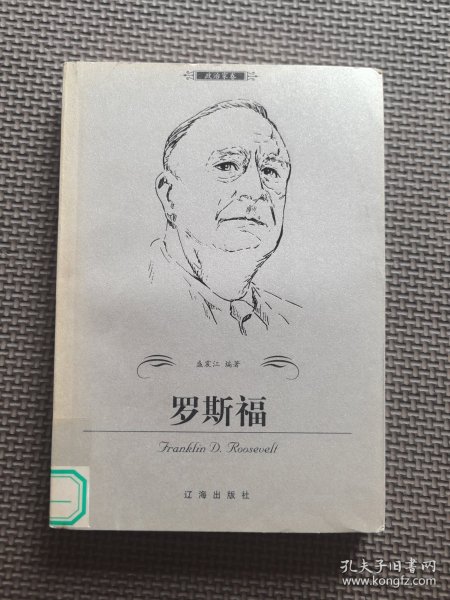 政治家卷
盛震江 编著
罗斯福
Franklin D. Roosevelt
辽海出版社
孔夫子旧书网
www.kongfz.com